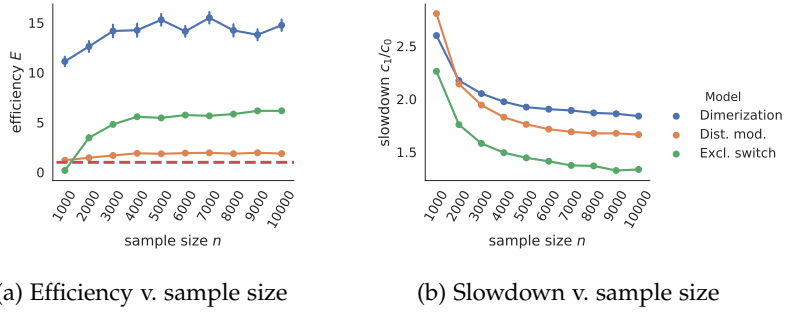 15
10
5
0
efficiency E
1000
2000
3000
4000
5000
6000
7000
8000
9000
10000
sample size n
2.5
2.0
1.5
slowdown c₁/c₀
1000
2000
3000
4000
5000
6000
7000
8000
9000
10000
sample size n
Model
Dimerization
Dist. mod.
Excl. switch
a) Efficiency v. sample size
(b) Slowdown v. sample size